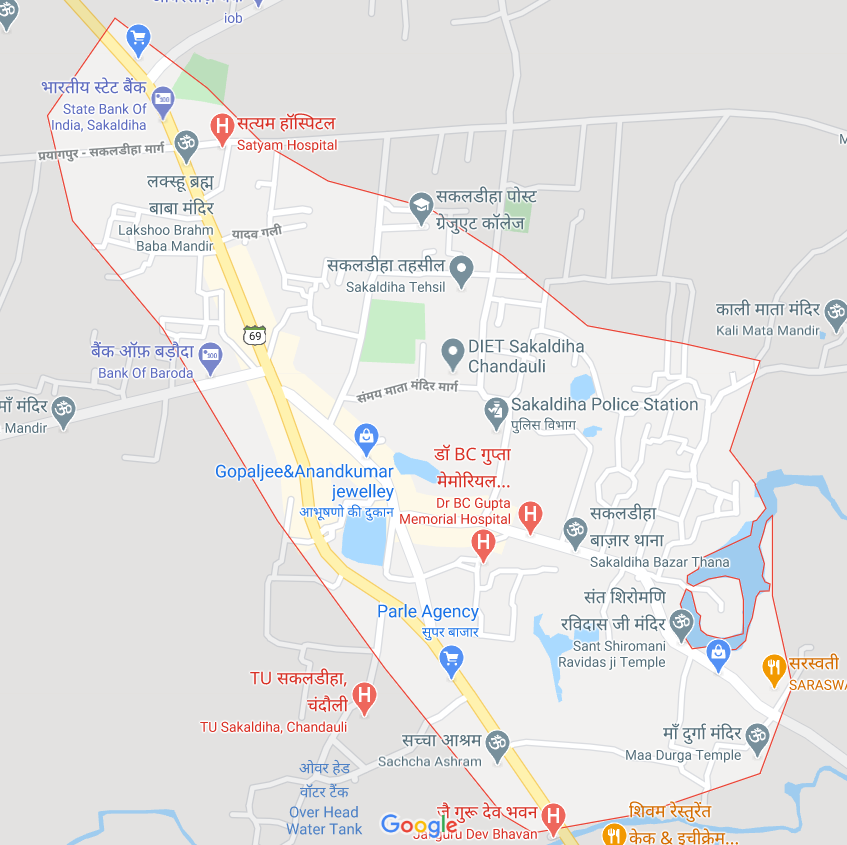 iob
भारतीय स्टेट बैंक
State Bank Of
India, Sakaldiha
सत्यम हॉस्पिटल
Satyam Hospital
प्रयागपुर - सकलडीहा मार्ग
लक्स्हू ब्रह्म
बाबा मंदिर
Lakshoo Brahm
Baba Mandir
यादव गली
सकलडीहा पोस्ट
ग्रेजुएट कॉलेज
सकलडीहा तहसील
Sakaldiha Tehsil
काली माता मंदिर
Kali Mata Mandir
69
बैंक ऑफ़ बड़ौदा
Bank Of Baroda
DIET Sakaldiha
Chandauli
संमय माता मंदिर मार्ग
माँ मंदिर
Mandir
Sakaldiha Police Station
पुलिस विभाग
Gopaljee&Anandkumar
jewelley
आभूषणो की दुकान
डॉ BC गुप्ता
मेमोरियल...
Dr BC Gupta
Memorial Hospital
सकलडीहा
बाज़ार थाना
Sakaldiha Bazar Thana
संत शिरोमणि
रविदास जी मंदिर
Sant Shiromani
Ravidas ji Temple
Parle Agency
सुपर बाजार
सरस्वती
SARASWA
TU सकलडीहा,
चंदौली
TU Sakaldiha, Chandauli
सच्चा आश्रम
Sachcha Ashram
माँ दुर्गा मंदिर
Maa Durga Temple
ओवर हेड
वॉटर टैंक
Over Head
Water Tank
जै गुरू देव भवन
Jai guru Dev Bhavan
Google
शिवम रेस्तुरेंत
केक & इचीक्रेम...